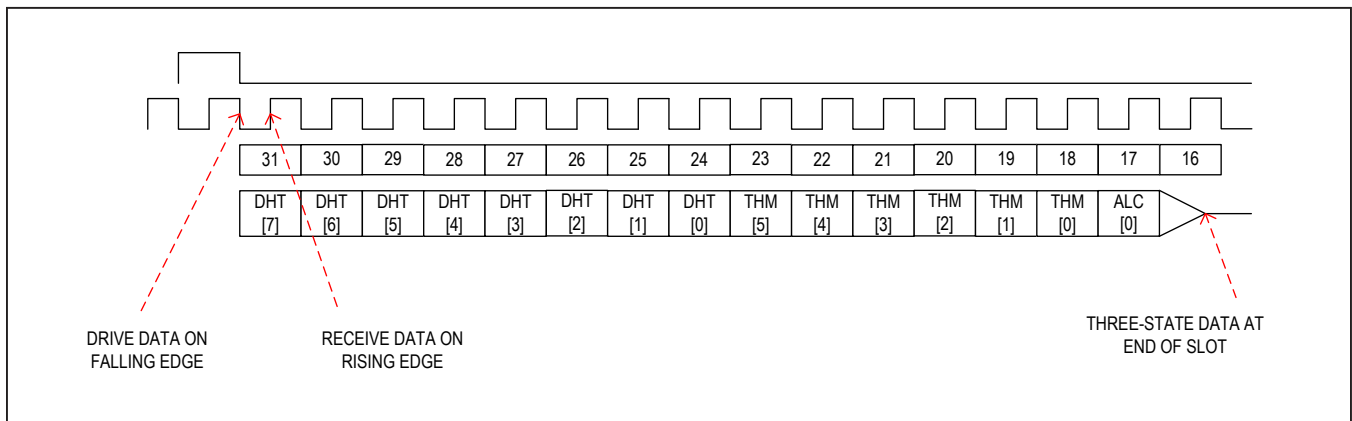 31 30 29 28 27 26 25 24 23 22 21 20 19 18 17 16
DHT DHT DHT DHT DHT DHT DHT DHT THM THM THM THM THM THM ALC
[7] [6] [5] [4] [3] [2] [1] [0] [5] [4] [3] [2] [1] [0] [0]
DRIVE DATA ON
FALLING EDGE
RECEIVE DATA ON
RISING EDGE
THREE-STATE DATA AT
END OF SLOT